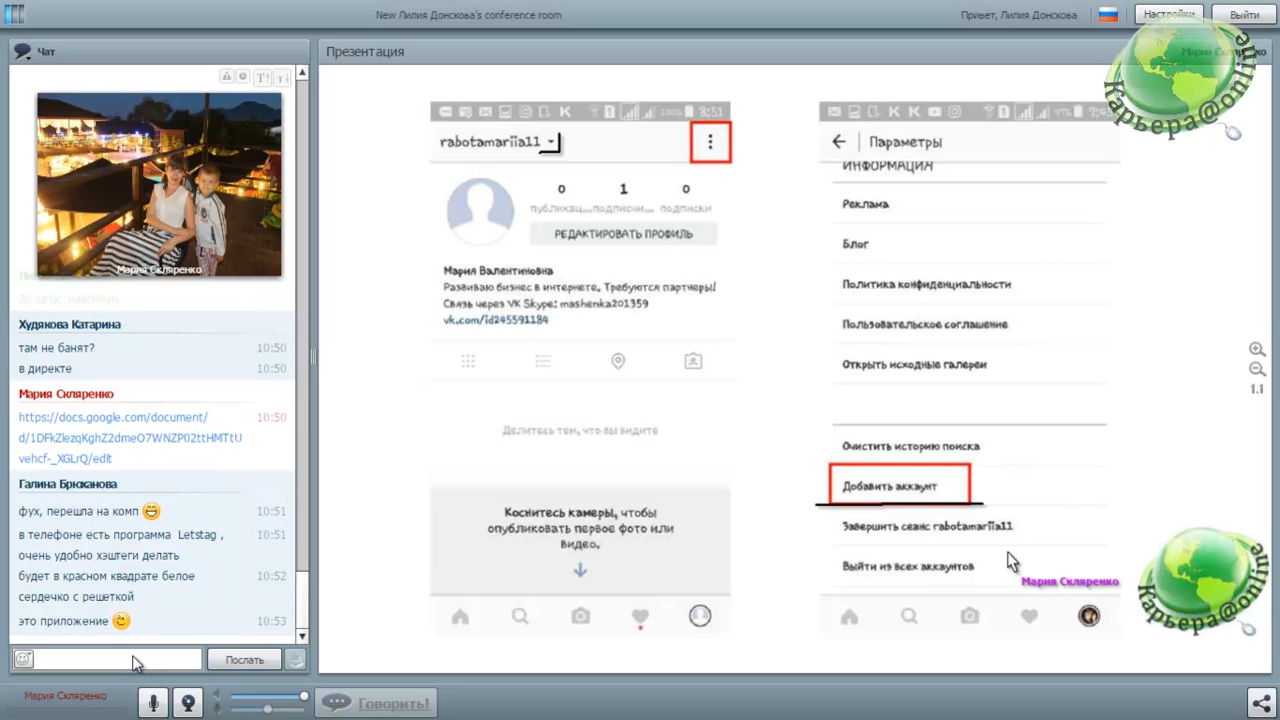 New Лилия Донскова's conference room
Привет, Лилия Донскова
Настройки
Выйти
Чат
Мария Скляренко
Худякова Катарина
там не банят? 10:50
в директе 10:50
Мария Скляренко
https://docs.google.com/document/ 10:50
d/1DFkZlezqKghZ2dmeO7WNZP02ttHMTtU
vehcf-_XGLrQ/edit
Галина Брюханова
фух, перешла на комп 10:51
в телефоне есть программа Letstag , 10:51
очень удобно хэштеги делать
будет в красном квадрате белое 10:52
сердечко с решеткой
это приложение 10:53
Послать
Мария Скляренко
Говорить!
Презентация
100% 8:51
rabotamariia11
0 1 0
публикац... подписчи... подписки
РЕДАКТИРОВАТЬ ПРОФИЛЬ
Мария Валентиновна
Развиваю бизнес в интернете. Требуются партнеры!
Связь через VK Skype: mashenka201359
vk.com/id245591184
Делитесь тем, что вы видите
Коснитесь камеры, чтобы
опубликовать первое фото или
видео.
Параметры
ИНФОРМАЦИЯ
Реклама
Блог
Политика конфиденциальности
Пользовательское соглашение
Открыть исходные галереи
Очистить историю поиска
Добавить аккаунт
Завершить сеанс rabotamariia11
Выйти из всех аккаунтов
Мария Скляренко
1.1
Карьера@online
Карьера@online